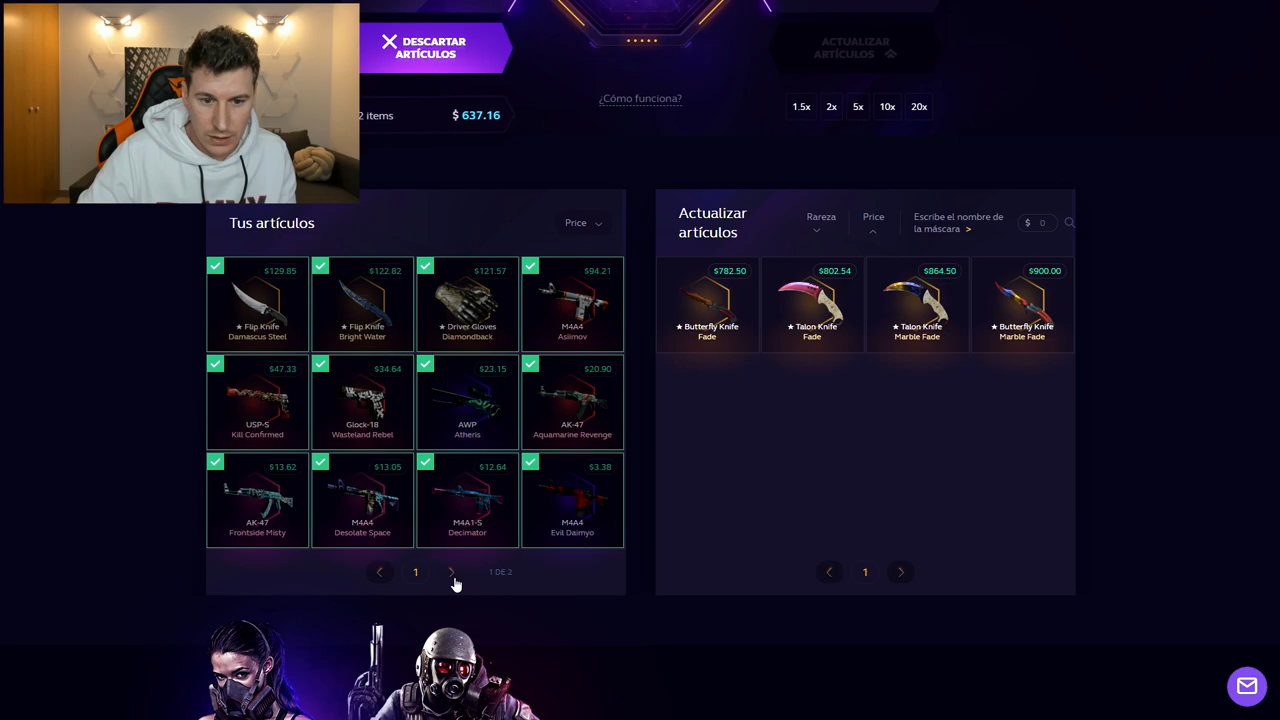 DESCARTAR
ARTÍCULOS
ACTUALIZAR
ARTÍCULOS
2 items
$ 637.16
¿Cómo funciona?
1.5x 2x 5x 10x 20x
Tus artículos
Price
$129.85
★ Flip Knife
Damascus Steel
$122.82
★ Flip Knife
Bright Water
$121.57
★ Driver Gloves
Diamondback
$94.21
M4A4
Asiimov
$47.33
USP-S
Kill Confirmed
$34.64
Glock-18
Wasteland Rebel
$23.15
AWP
Atheris
$20.90
AK-47
Aquamarine Revenge
$13.62
AK-47
Frontside Misty
$13.05
M4A4
Desolate Space
$12.64
M4A1-S
Decimator
$3.38
M4A4
Evil Daimyo
1
1 DE 2
Actualizar
artículos
Rareza
Price
Escribe el nombre de
la máscara >
$ 0
$782.50
★ Butterfly Knife
Fade
$802.54
★ Talon Knife
Fade
$864.50
★ Talon Knife
Marble Fade
$900.00
★ Butterfly Knife
Marble Fade
1